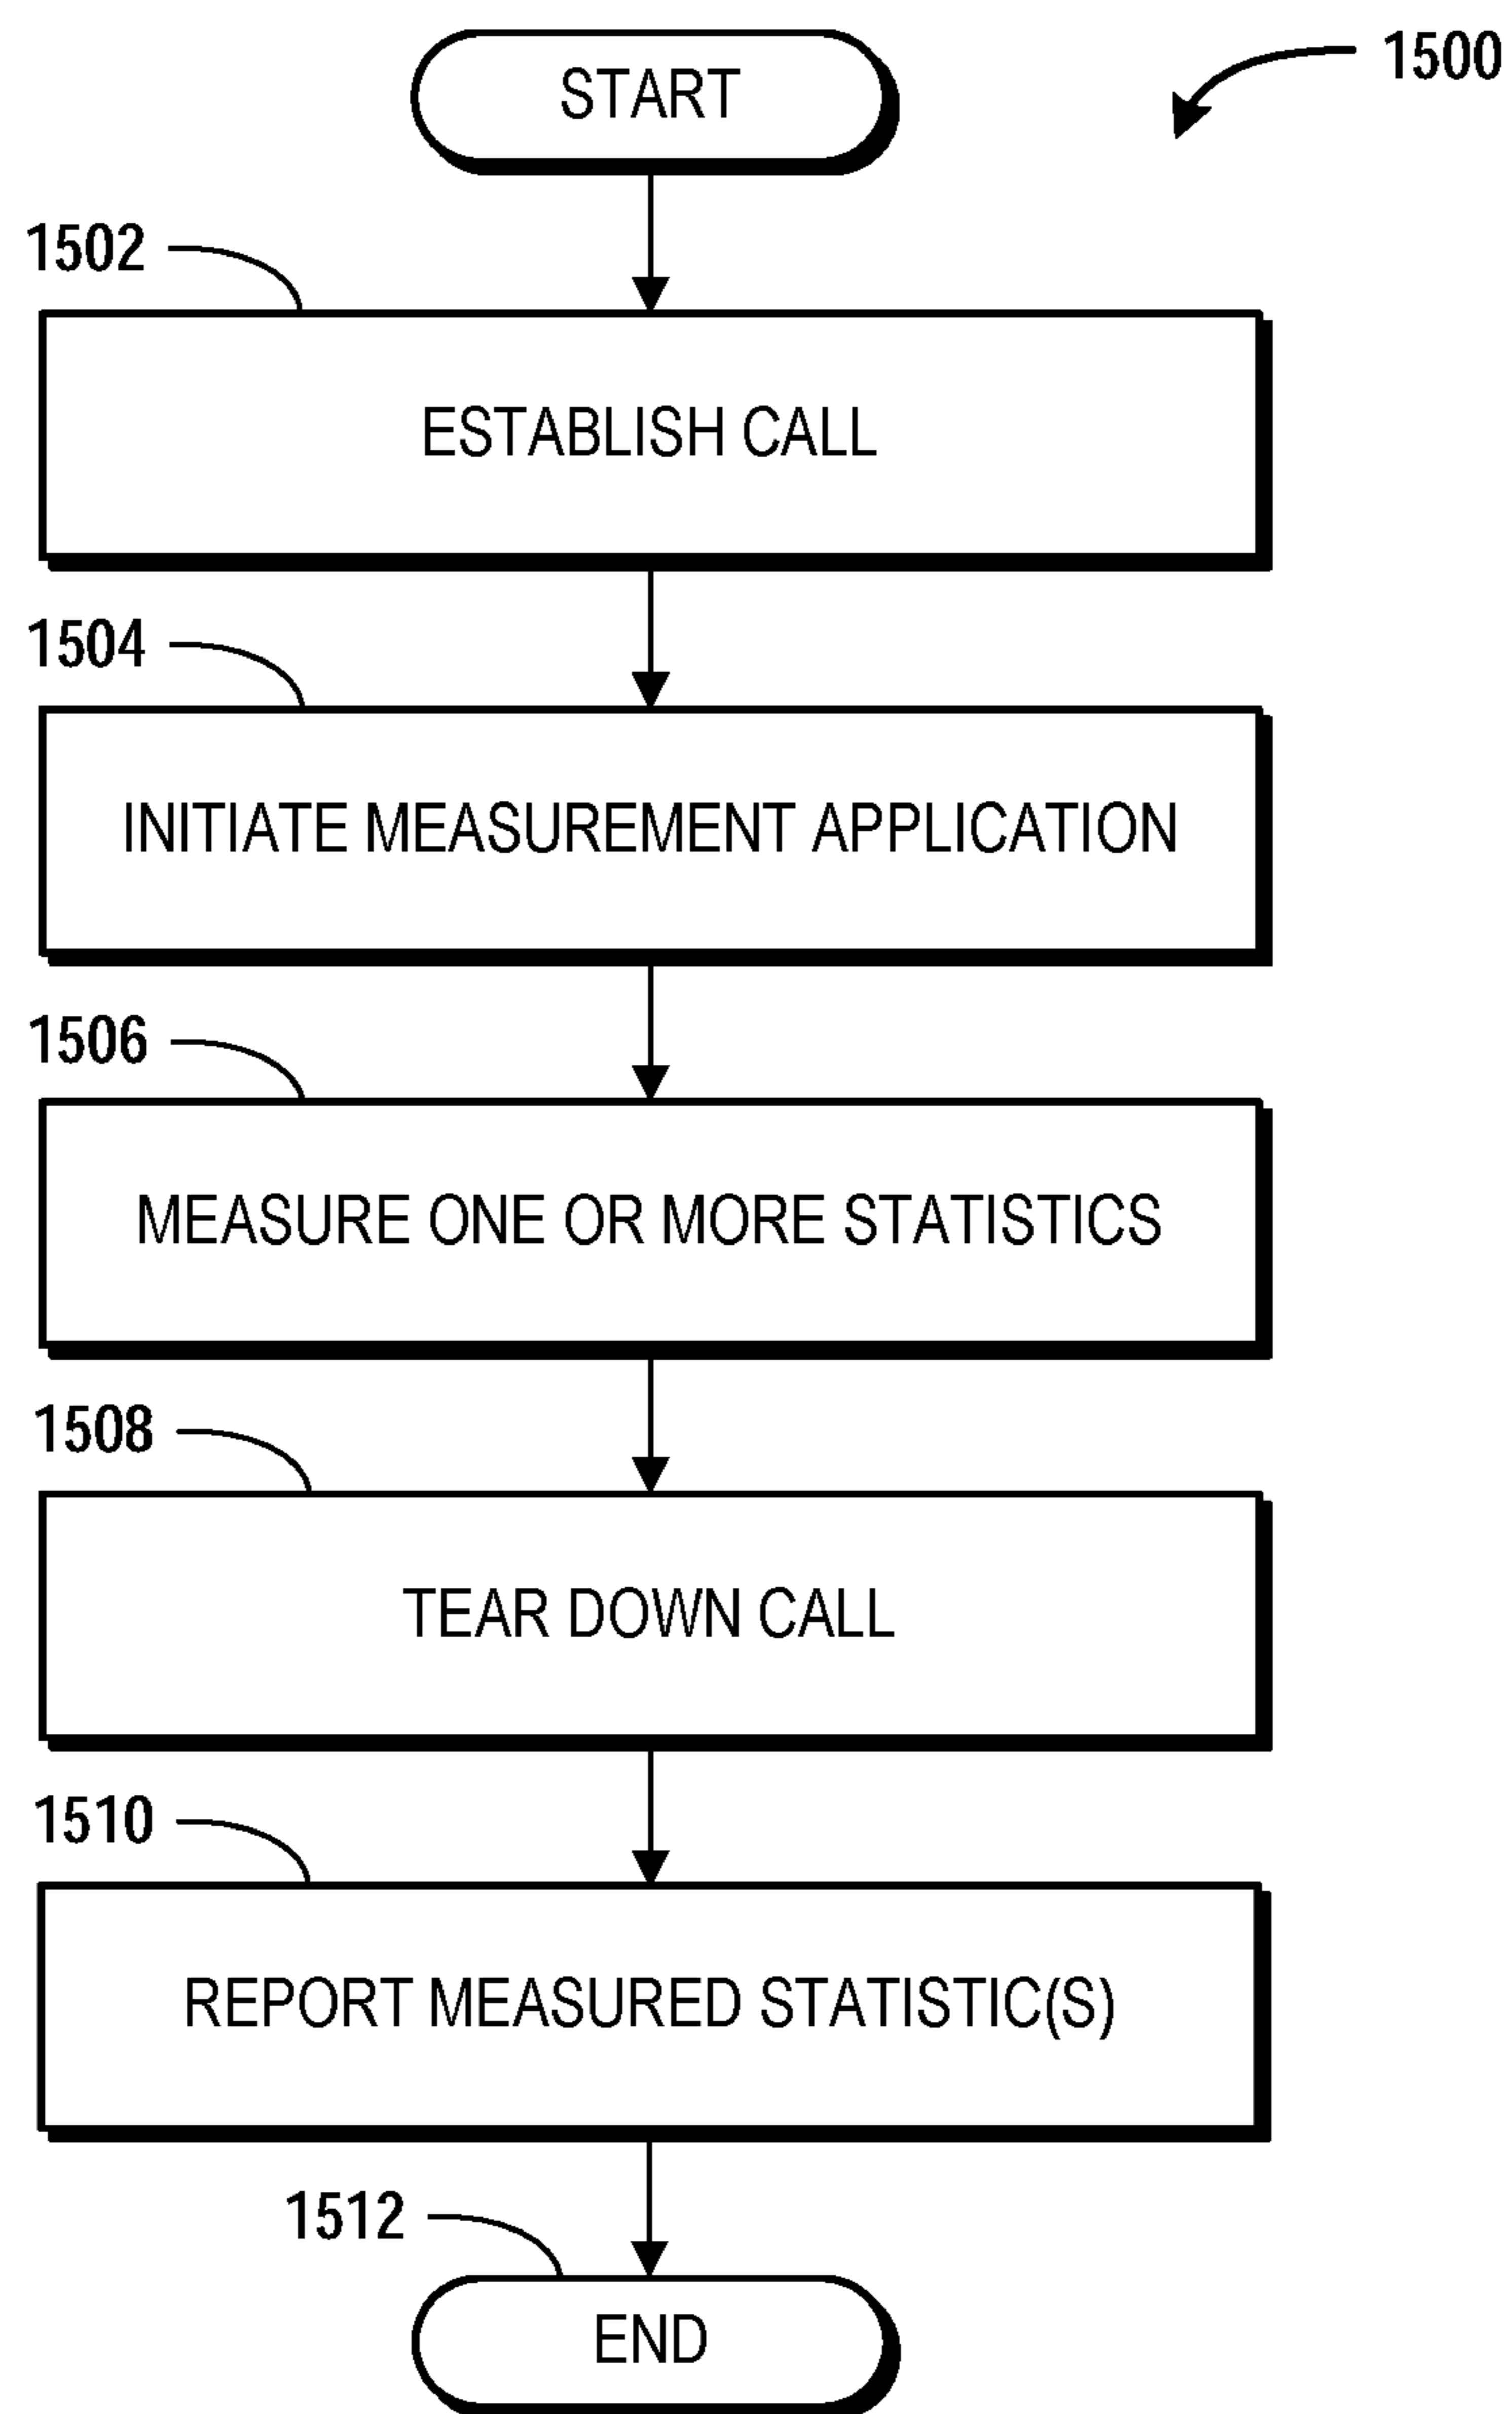 START
1500
1502
ESTABLISH CALL
1504
INITIATE MEASUREMENT APPLICATION
1506
MEASURE ONE OR MORE STATISTICS
1508
TEAR DOWN CALL
1510
REPORT MEASURED STATISTIC(S)
1512
END